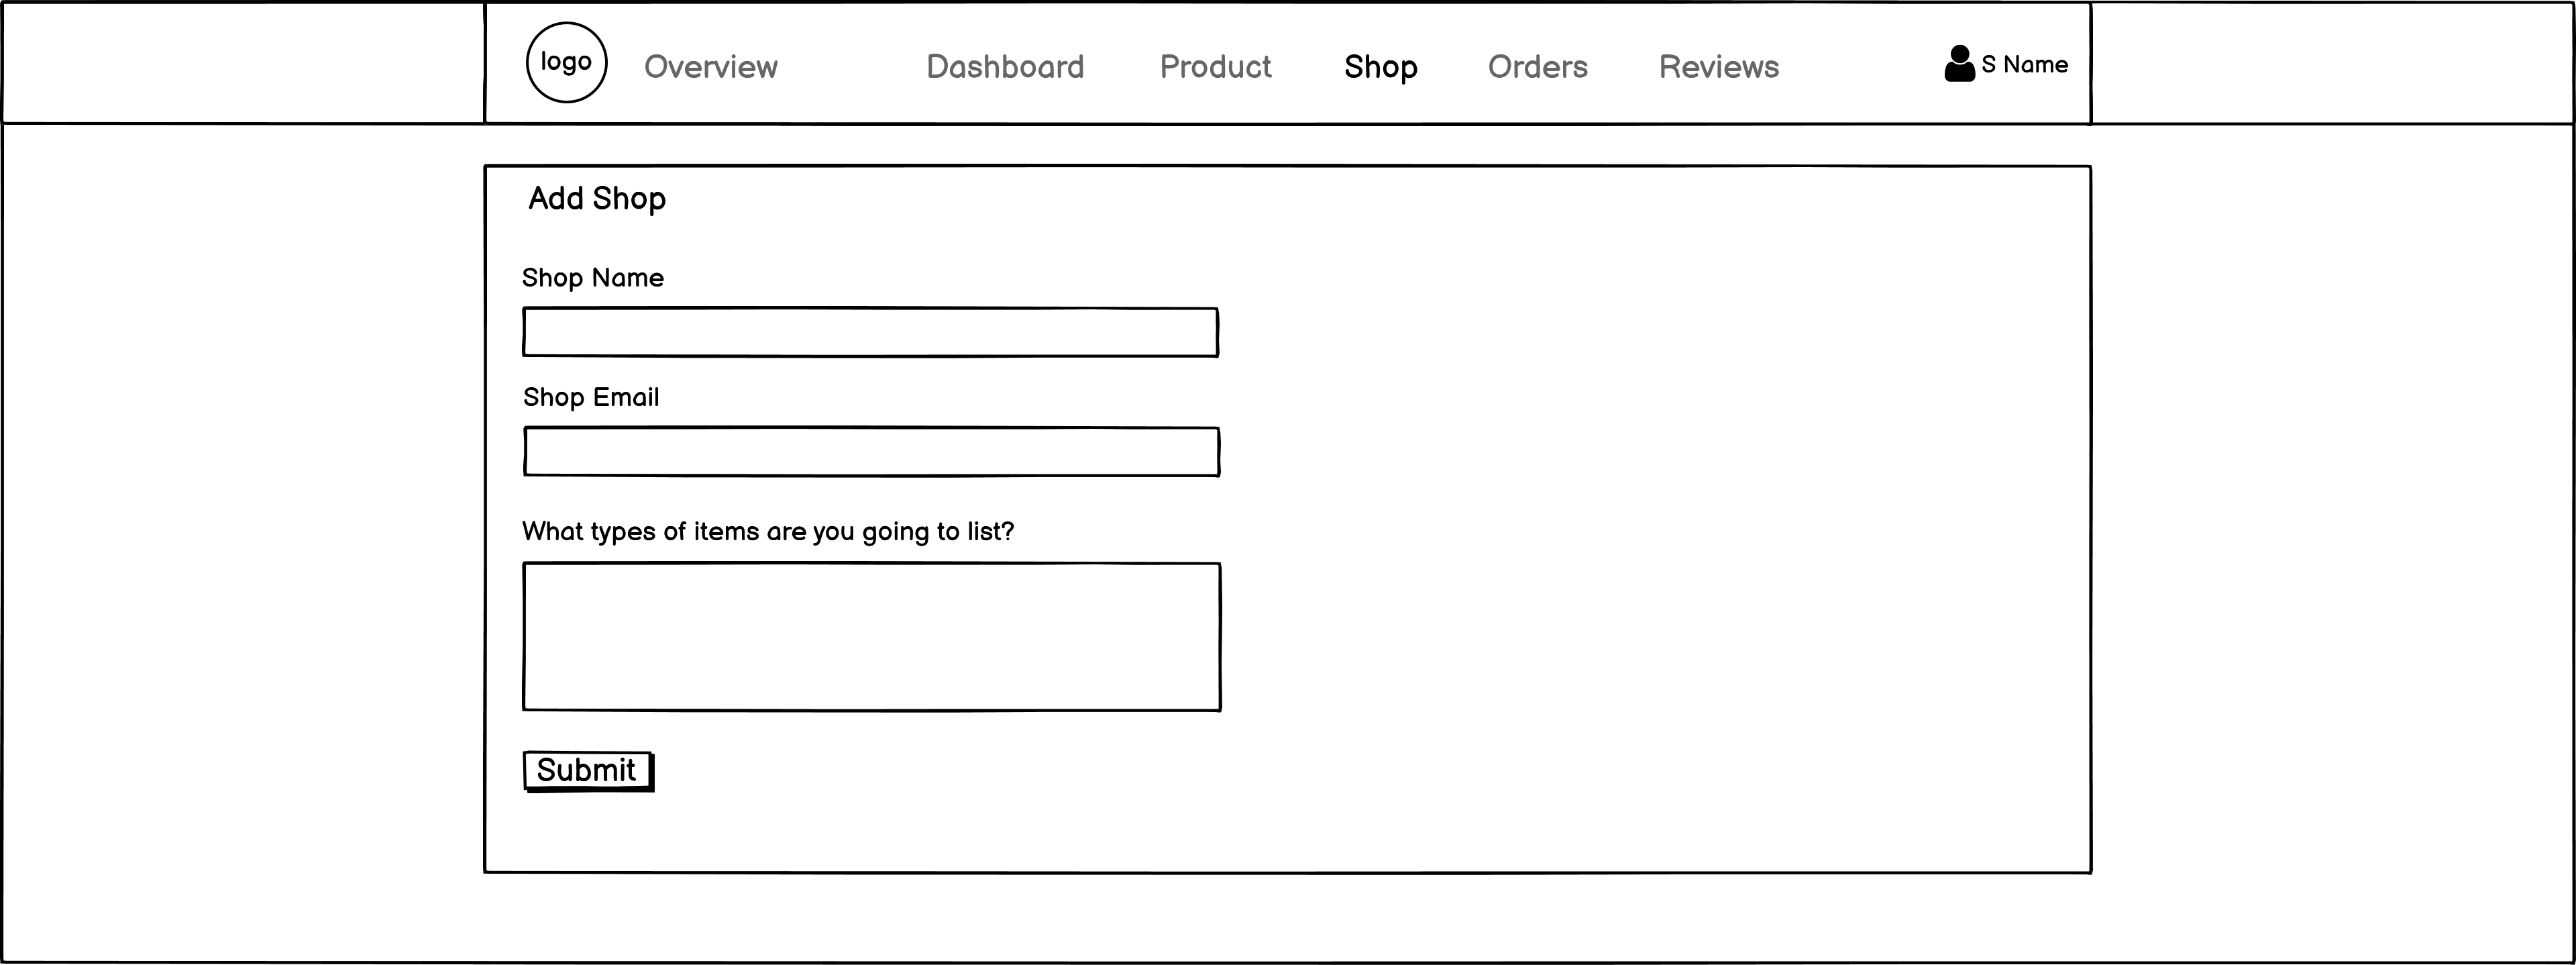 logo Overview Dashboard Product Shop Orders Reviews S Name
Add Shop
Shop Name
Shop Email
What types of items are you going to list?
Submit